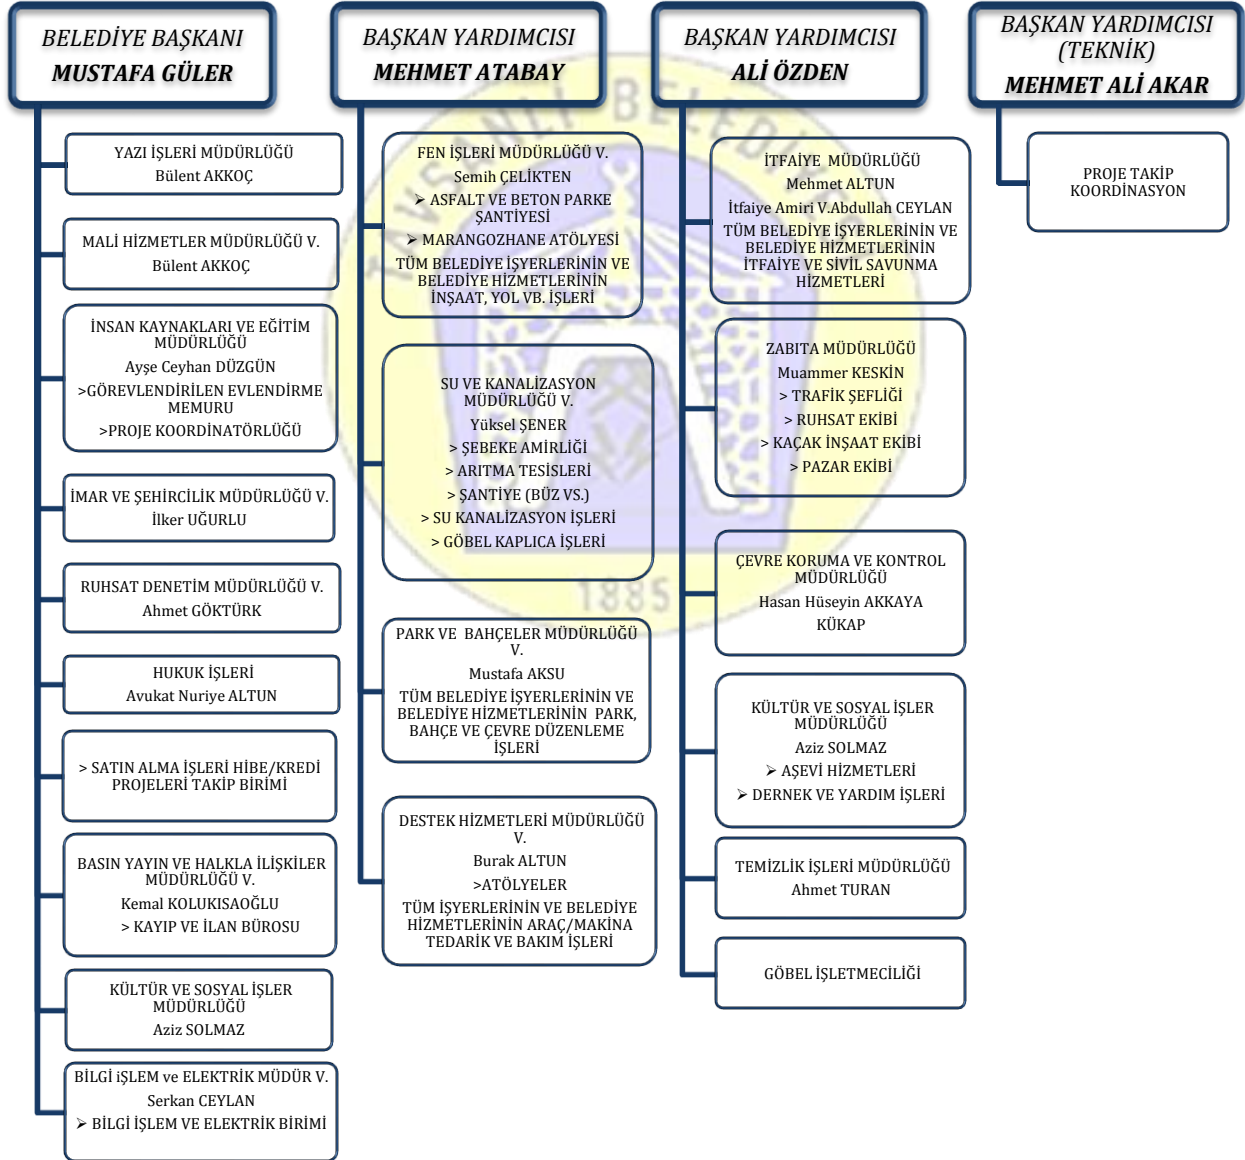 BELEDİYE BAŞKANI
MUSTAFA GÜLER
YAZI İŞLERİ MÜDÜRLÜĞÜ
Bülent AKKOÇ
MALİ HİZMETLER MÜDÜRLÜĞÜ V.
Bülent AKKOÇ
İNSAN KAYNAKLARI VE EĞİTİM
MÜDÜRLÜĞÜ
Ayşe Ceyhan DÜZGÜN
>GÖREVLENDİRİLEN EVLENDİRME
MEMURU
>PROJE KOORDİNATÖRLÜĞÜ
İMAR VE ŞEHİRCİLİK MÜDÜRLÜĞÜ V.
İlker UĞURLU
RUHSAT DENETİM MÜDÜRLÜĞÜ V.
Ahmet GÖKTÜRK
HUKUK İŞLERİ
Avukat Nuriye ALTUN
> SATIN ALMA İŞLERİ HİBE/KREDİ
PROJELERİ TAKİP BİRİMİ
BASIN YAYIN VE HALKLA İLİŞKİLER
MÜDÜRLÜĞÜ V.
Kemal KOLUKISAOĞLU
> KAYIP VE İLAN BÜROSU
KÜLTÜR VE SOSYAL İŞLER
MÜDÜRLÜĞÜ
Aziz SOLMAZ
BİLGİ iŞLEM ve ELEKTRİK MÜDÜR V.
Serkan CEYLAN
➢ BİLGİ İŞLEM VE ELEKTRİK BİRİMİ
BAŞKAN YARDIMCISI
MEHMET ATABAY
FEN İŞLERİ MÜDÜRLÜĞÜ V.
Semih ÇELİKTEN
➢ ASFALT VE BETON PARKE
ŞANTİYESİ
➢ MARANGOZHANE ATÖLYESİ
TÜM BELEDİYE İŞYERLERİNİN VE
BELEDİYE HİZMETLERİNİN
İNŞAAT, YOL VB. İŞLERİ
SU VE KANALİZASYON
MÜDÜRLÜĞÜ V.
Yüksel ŞENER
> ŞEBEKE AMİRLİĞİ
> ARITMA TESİSLERİ
> ŞANTİYE (BÜZ VS.)
> SU KANALİZASYON İŞLERİ
> GÖBEL KAPLICA İŞLERİ
PARK VE BAHÇELER MÜDÜRLÜĞÜ
V.
Mustafa AKSU
TÜM BELEDİYE İŞYERLERİNİN VE
BELEDİYE HİZMETLERİNİN PARK,
BAHÇE VE ÇEVRE DÜZENLEME
İŞLERİ
DESTEK HİZMETLERİ MÜDÜRLÜĞÜ
V.
Burak ALTUN
>ATÖLYELER
TÜM İŞYERLERİNİN VE BELEDİYE
HİZMETLERİNİN ARAÇ/MAKİNA
TEDARİK VE BAKIM İŞLERİ
BAŞKAN YARDIMCISI
ALİ ÖZDEN
İTFAİYE MÜDÜRLÜĞÜ
Mehmet ALTUN
İtfaiye Amiri V.Abdullah CEYLAN
TÜM BELEDİYE İŞYERLERİNİN VE
BELEDİYE HİZMETLERİNİN
İTFAİYE VE SİVİL SAVUNMA
HİZMETLERİ
ZABITA MÜDÜRLÜĞÜ
Muammer KESKİN
> TRAFİK ŞEFLİĞİ
> RUHSAT EKİBİ
> KAÇAK İNŞAAT EKİBİ
> PAZAR EKİBİ
ÇEVRE KORUMA VE KONTROL
MÜDÜRLÜĞÜ
Hasan Hüseyin AKKAYA
KÜKAP
KÜLTÜR VE SOSYAL İŞLER
MÜDÜRLÜĞÜ
Aziz SOLMAZ
➢ AŞEVİ HİZMETLERİ
➢ DERNEK VE YARDIM İŞLERİ
TEMİZLİK İŞLERİ MÜDÜRLÜĞÜ
Ahmet TURAN
GÖBEL İŞLETMECİLİĞİ
BAŞKAN YARDIMCISI
(TEKNİK)
MEHMET ALİ AKAR
PROJE TAKİP
KOORDİNASYON
TAVŞANLI BELEDİYESİ
1885